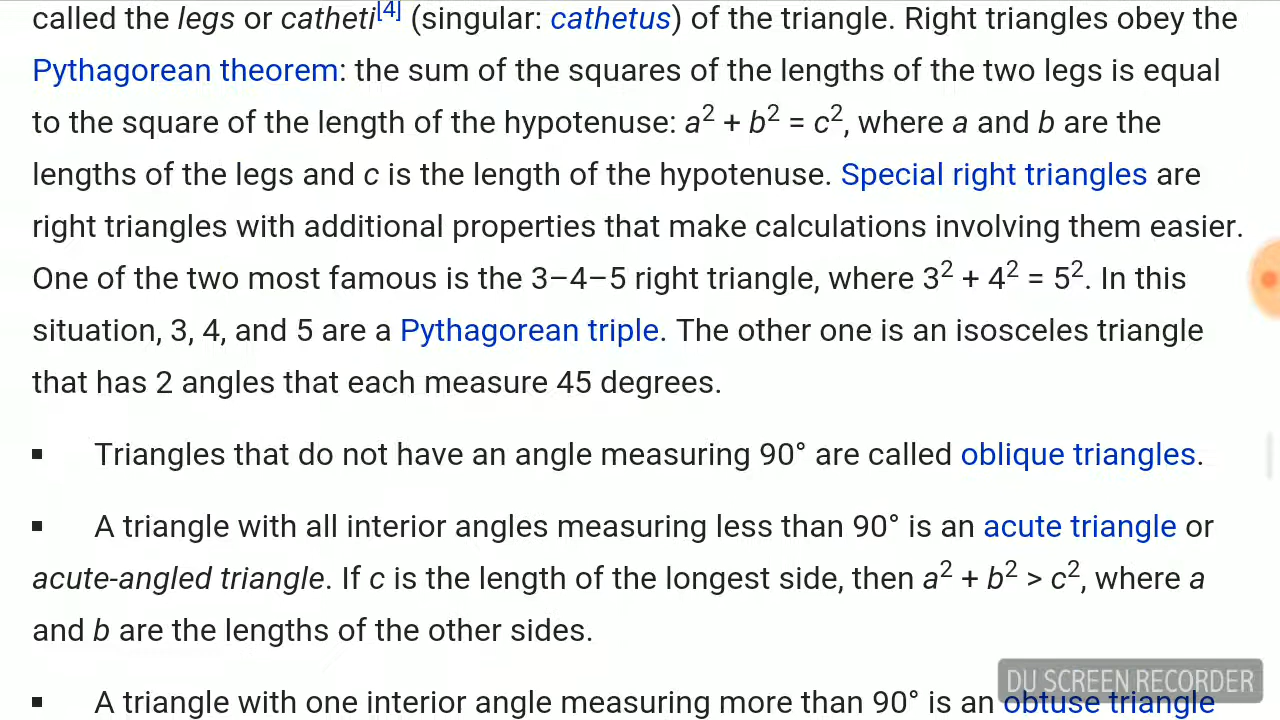 called the legs or catheti[4] (singular: cathetus) of the triangle. Right triangles obey the
Pythagorean theorem: the sum of the squares of the lengths of the two legs is equal
to the square of the length of the hypotenuse: a² + b² = c², where a and b are the
lengths of the legs and c is the length of the hypotenuse. Special right triangles are
right triangles with additional properties that make calculations involving them easier.
One of the two most famous is the 3–4–5 right triangle, where 3² + 4² = 5². In this
situation, 3, 4, and 5 are a Pythagorean triple. The other one is an isosceles triangle
that has 2 angles that each measure 45 degrees.
▪ Triangles that do not have an angle measuring 90° are called oblique triangles.
▪ A triangle with all interior angles measuring less than 90° is an acute triangle or
acute-angled triangle. If c is the length of the longest side, then a² + b² > c², where a
and b are the lengths of the other sides.
▪ A triangle with one interior angle measuring more than 90° is an obtuse triangle
DU SCREEN RECORDER